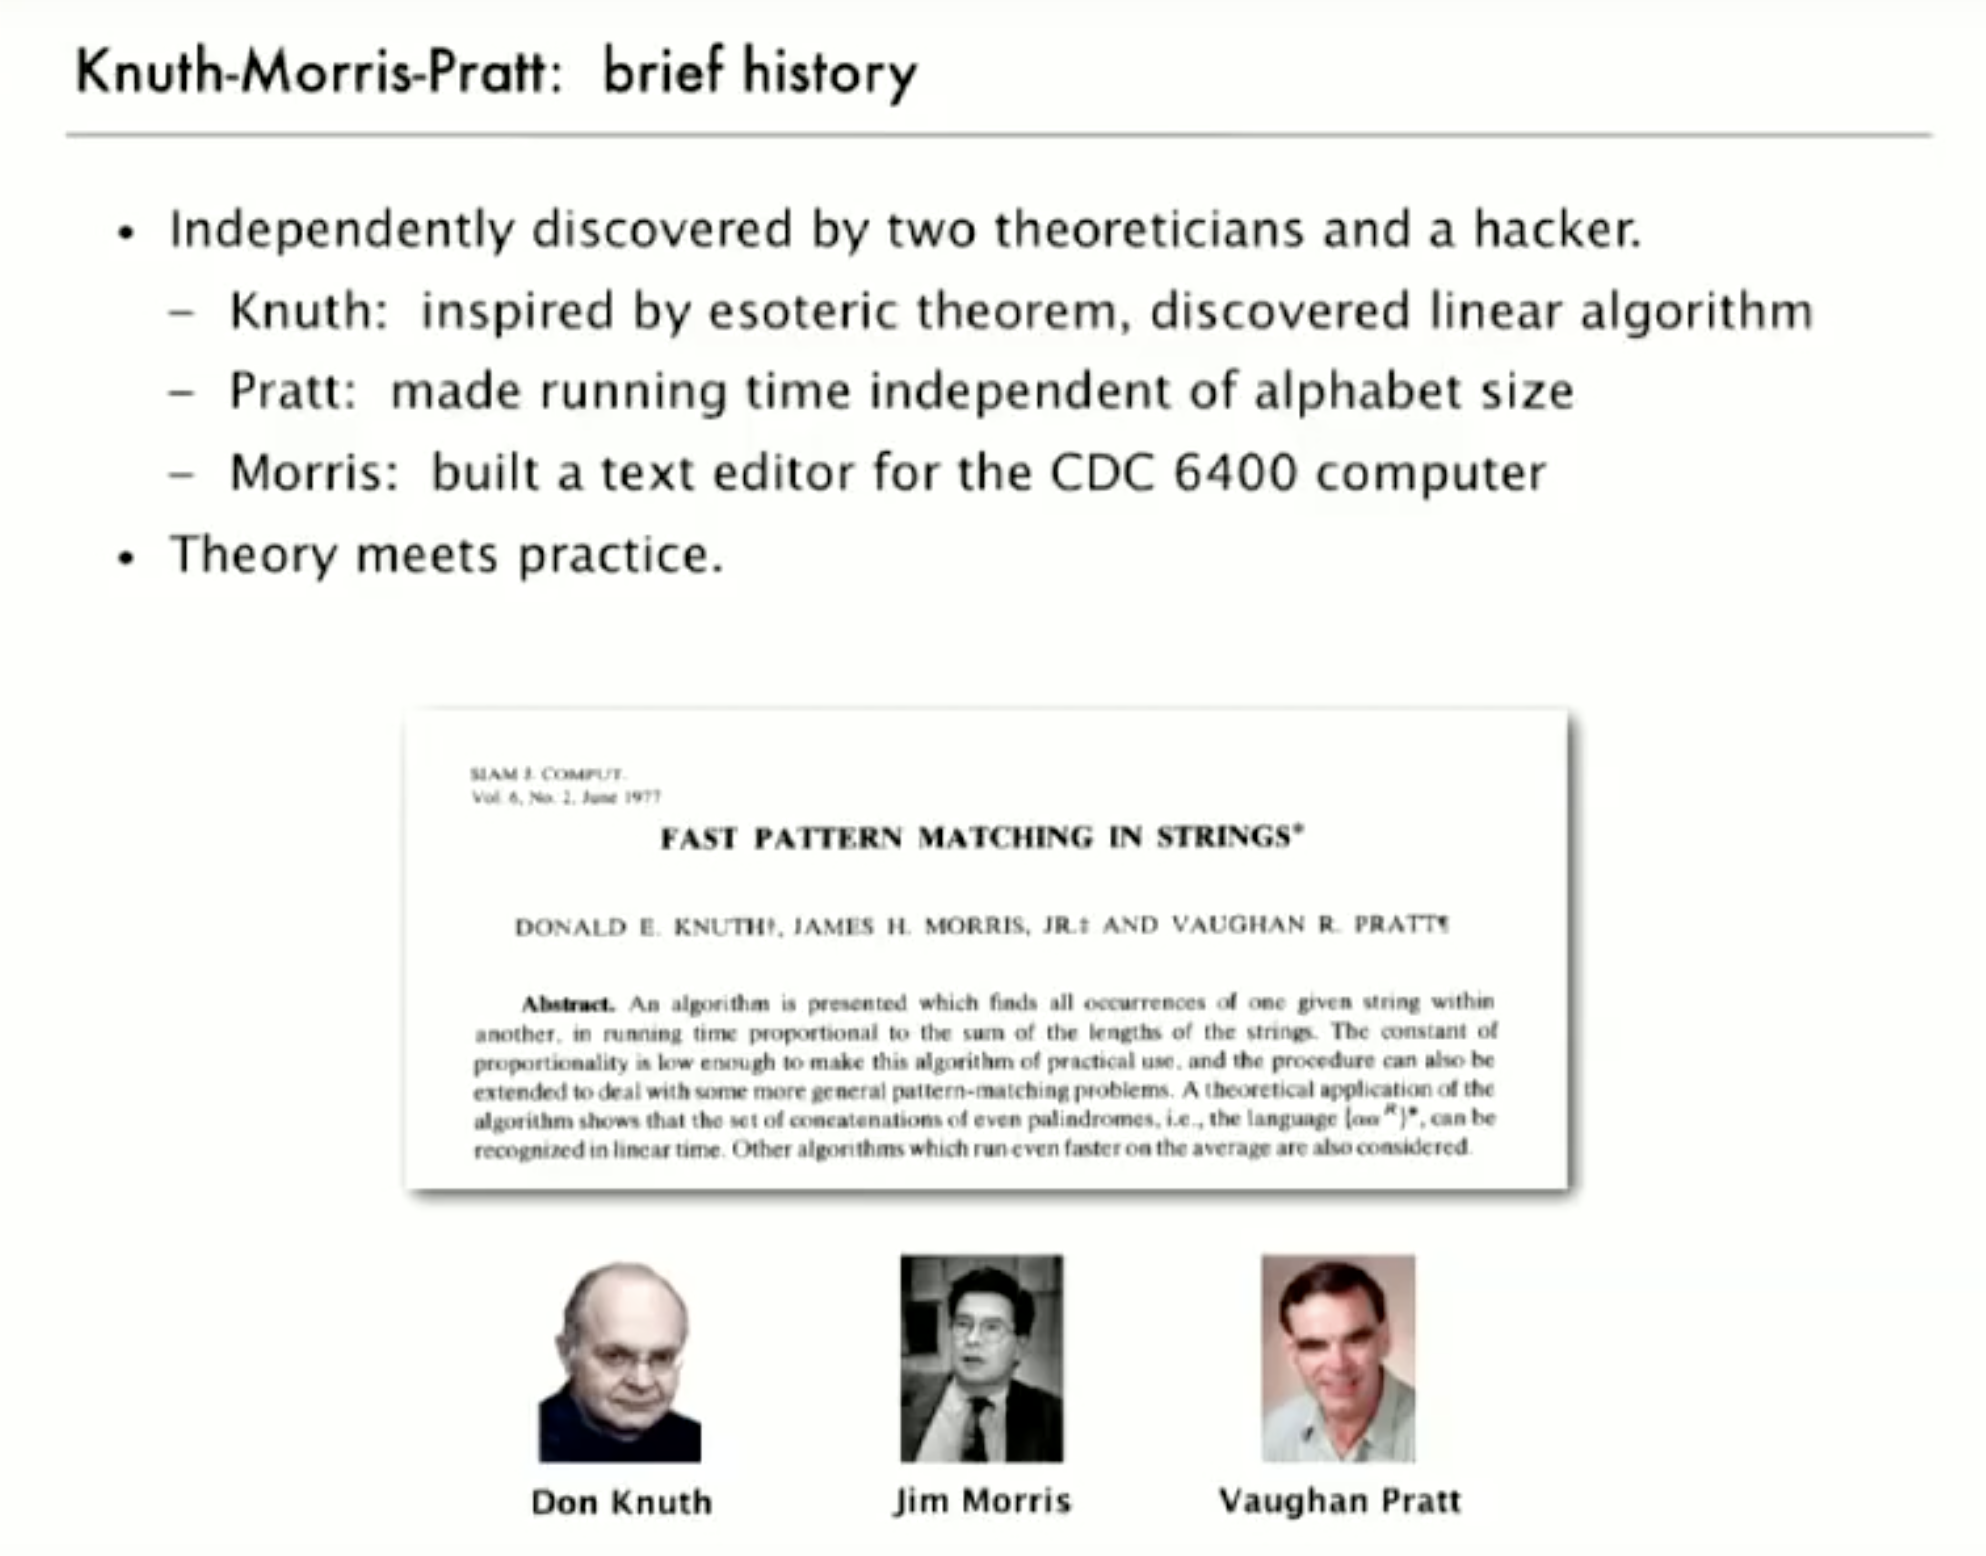 Knuth-Morris-Pratt: brief history
• Independently discovered by two theoreticians and a hacker.
– Knuth: inspired by esoteric theorem, discovered linear algorithm
– Pratt: made running time independent of alphabet size
– Morris: built a text editor for the CDC 6400 computer
• Theory meets practice.
SIAM J. COMPUT.
Vol. 6, No. 2, June 1977
FAST PATTERN MATCHING IN STRINGS*
DONALD E. KNUTH†, JAMES H. MORRIS, JR.‡ AND VAUGHAN R. PRATT¶
Abstract. An algorithm is presented which finds all occurrences of one given string within
another, in running time proportional to the sum of the lengths of the strings. The constant of
proportionality is low enough to make this algorithm of practical use, and the procedure can also be
extended to deal with some more general pattern-matching problems. A theoretical application of the
algorithm shows that the set of concatenations of even palindromes, i.e., the language {αα^R}*, can be
recognized in linear time. Other algorithms which run even faster on the average are also considered.
Don Knuth
Jim Morris
Vaughan Pratt